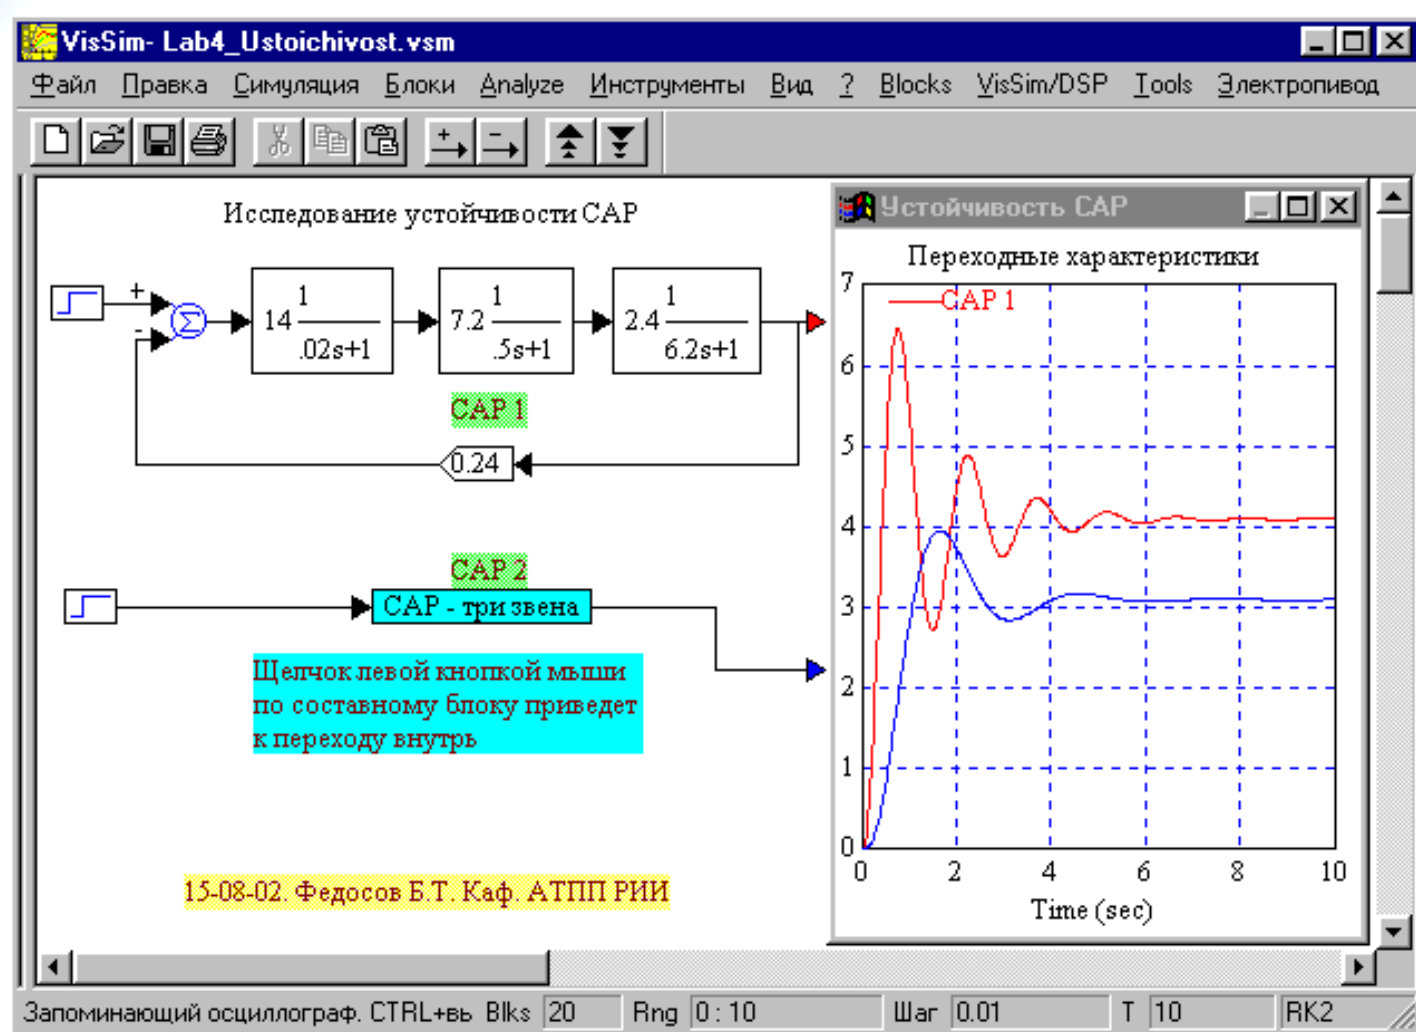 VisSim- Lab4_Ustoichivost.vsm
Файл Правка Симуляция Блоки Analyze Инструменты Вид ? Blocks VisSim/DSP Tools Электропивод
Исследование устойчивости САР
+
-
Σ
14 1
.02s+1
7.2 1
.5s+1
2.4 1
6.2s+1
САР 1
0.24
САР 2
САР - три звена
Щелчок левой кнопкой мыши
по составному блоку приведет
к переходу внутрь
15-08-02. Федосов Б.Т. Каф. АТПП РИИ
Устойчивость САР
Переходные характеристики
САР 1
7
6
5
4
3
2
1
0
0 2 4 6 8 10
Time (sec)
Запоминающий осциллограф. CTRL+вь Blks 20 Rng 0 : 10 Шаг 0.01 T 10 RK2